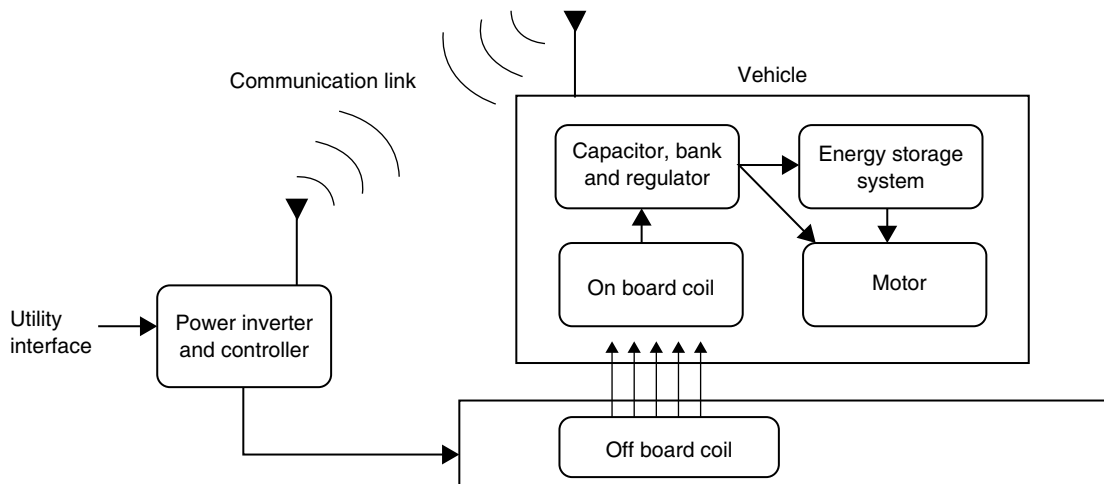 Communication link
Vehicle
Capacitor, bank
and regulator
Energy storage
system
On board coil
Motor
Utility
interface
Power inverter
and controller
Off board coil